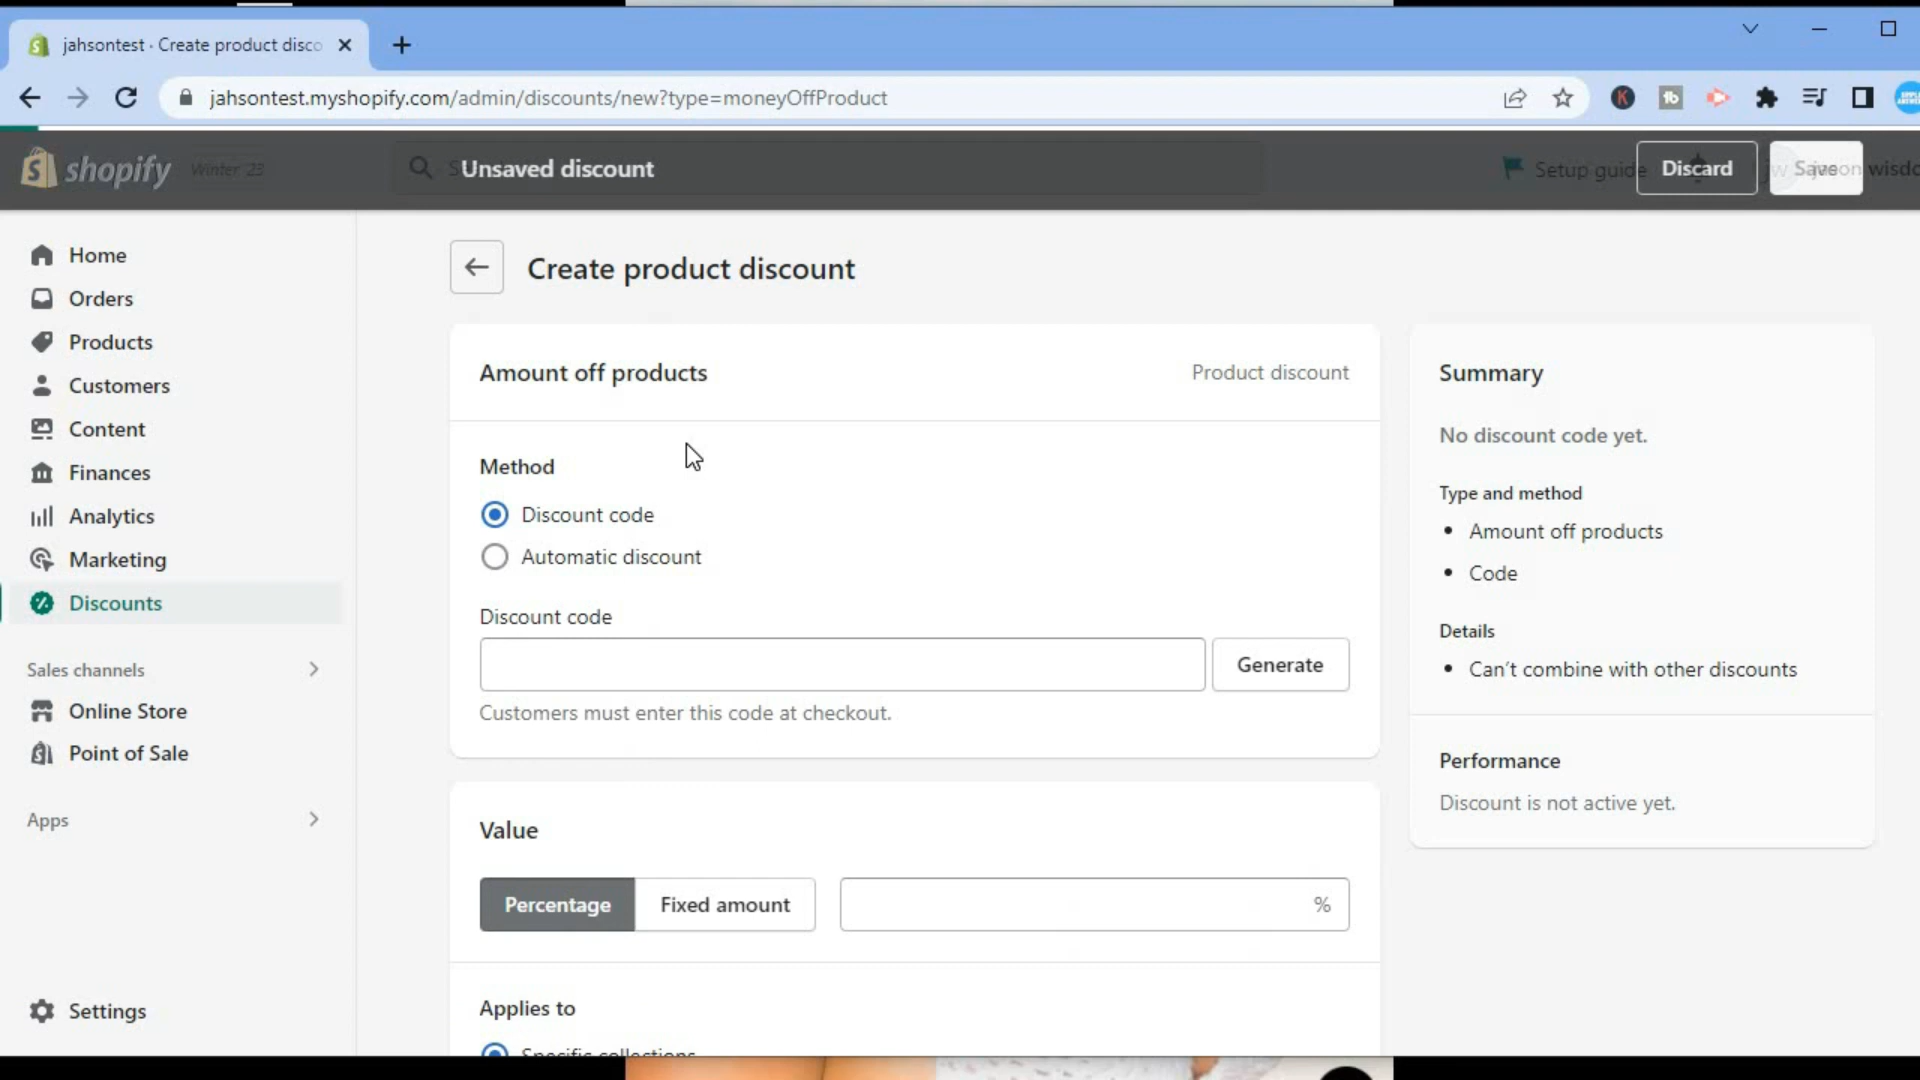 jahsontest · Create product disco
jahsontest.myshopify.com/admin/discounts/new?type=moneyOffProduct
shopify Winter '23
Unsaved discount
Setup guide
Discard
Save
Home
Orders
Products
Customers
Content
Finances
Analytics
Marketing
Discounts
Sales channels
Online Store
Point of Sale
Apps
Settings
Create product discount
Amount off products
Product discount
Method
Discount code
Automatic discount
Discount code
Generate
Customers must enter this code at checkout.
Value
Percentage
Fixed amount
%
Applies to
Specific collections
Summary
No discount code yet.
Type and method
• Amount off products
• Code
Details
• Can't combine with other discounts
Performance
Discount is not active yet.